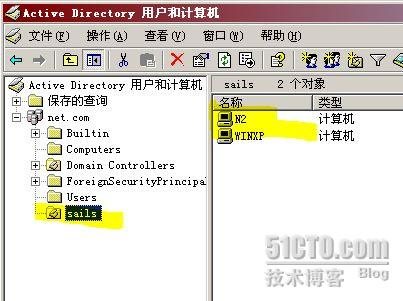 Active Directory 用户和计算机
文件(F) 操作(A) 查看(V) 窗口(W) 帮助(H)
Active Directory 用户和计算机
保存的查询
net.com
Builtin
Computers
Domain Controllers
ForeignSecurityPrincipal
Users
sails
sails 2 个对象
名称 类型
N2 计算机
WINXP 计算机
51CTO.com
技术博客 Blog